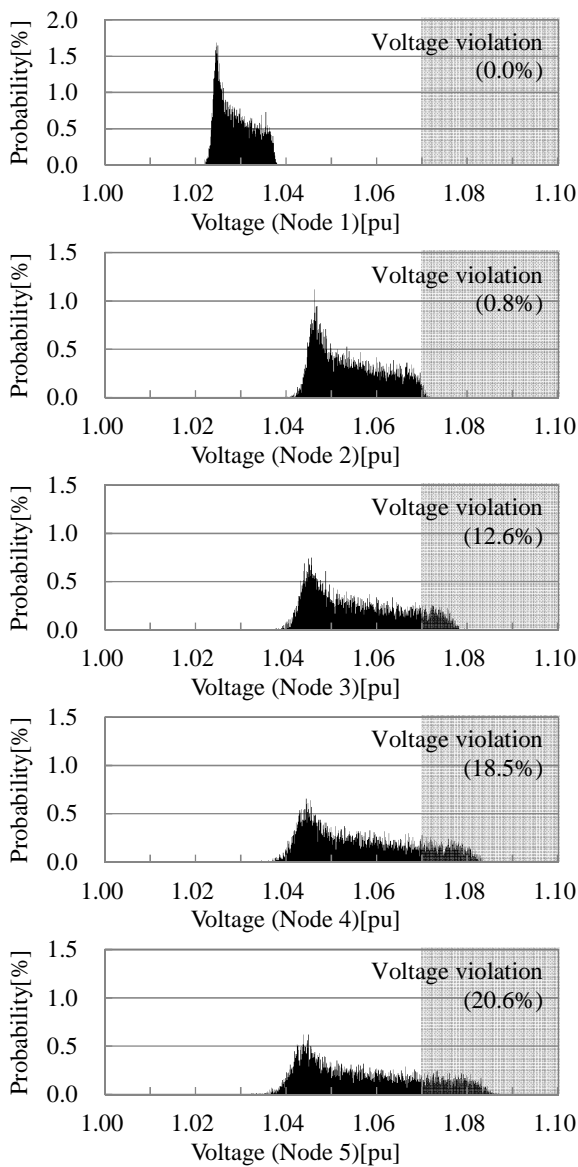 2.0
Voltage violation
(0.0%)
1.5
1.0
0.5
0.0
Probability[%]
1.00 1.02 1.04 1.06 1.08 1.10
Voltage (Node 1)[pu]
1.5
Voltage violation
(0.8%)
1.0
0.5
0.0
Probability[%]
1.00 1.02 1.04 1.06 1.08 1.10
Voltage (Node 2)[pu]
1.5
Voltage violation
(12.6%)
1.0
0.5
0.0
Probability[%]
1.00 1.02 1.04 1.06 1.08 1.10
Voltage (Node 3)[pu]
1.5
Voltage violation
(18.5%)
1.0
0.5
0.0
Probability[%]
1.00 1.02 1.04 1.06 1.08 1.10
Voltage (Node 4)[pu]
1.5
Voltage violation
(20.6%)
1.0
0.5
0.0
Probability[%]
1.00 1.02 1.04 1.06 1.08 1.10
Voltage (Node 5)[pu]